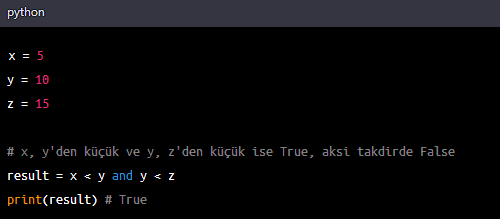 python
x = 5
y = 10
z = 15
# x, y'den küçük ve y, z'den küçük ise True, aksi takdirde False
result = x < y and y < z
print(result) # True